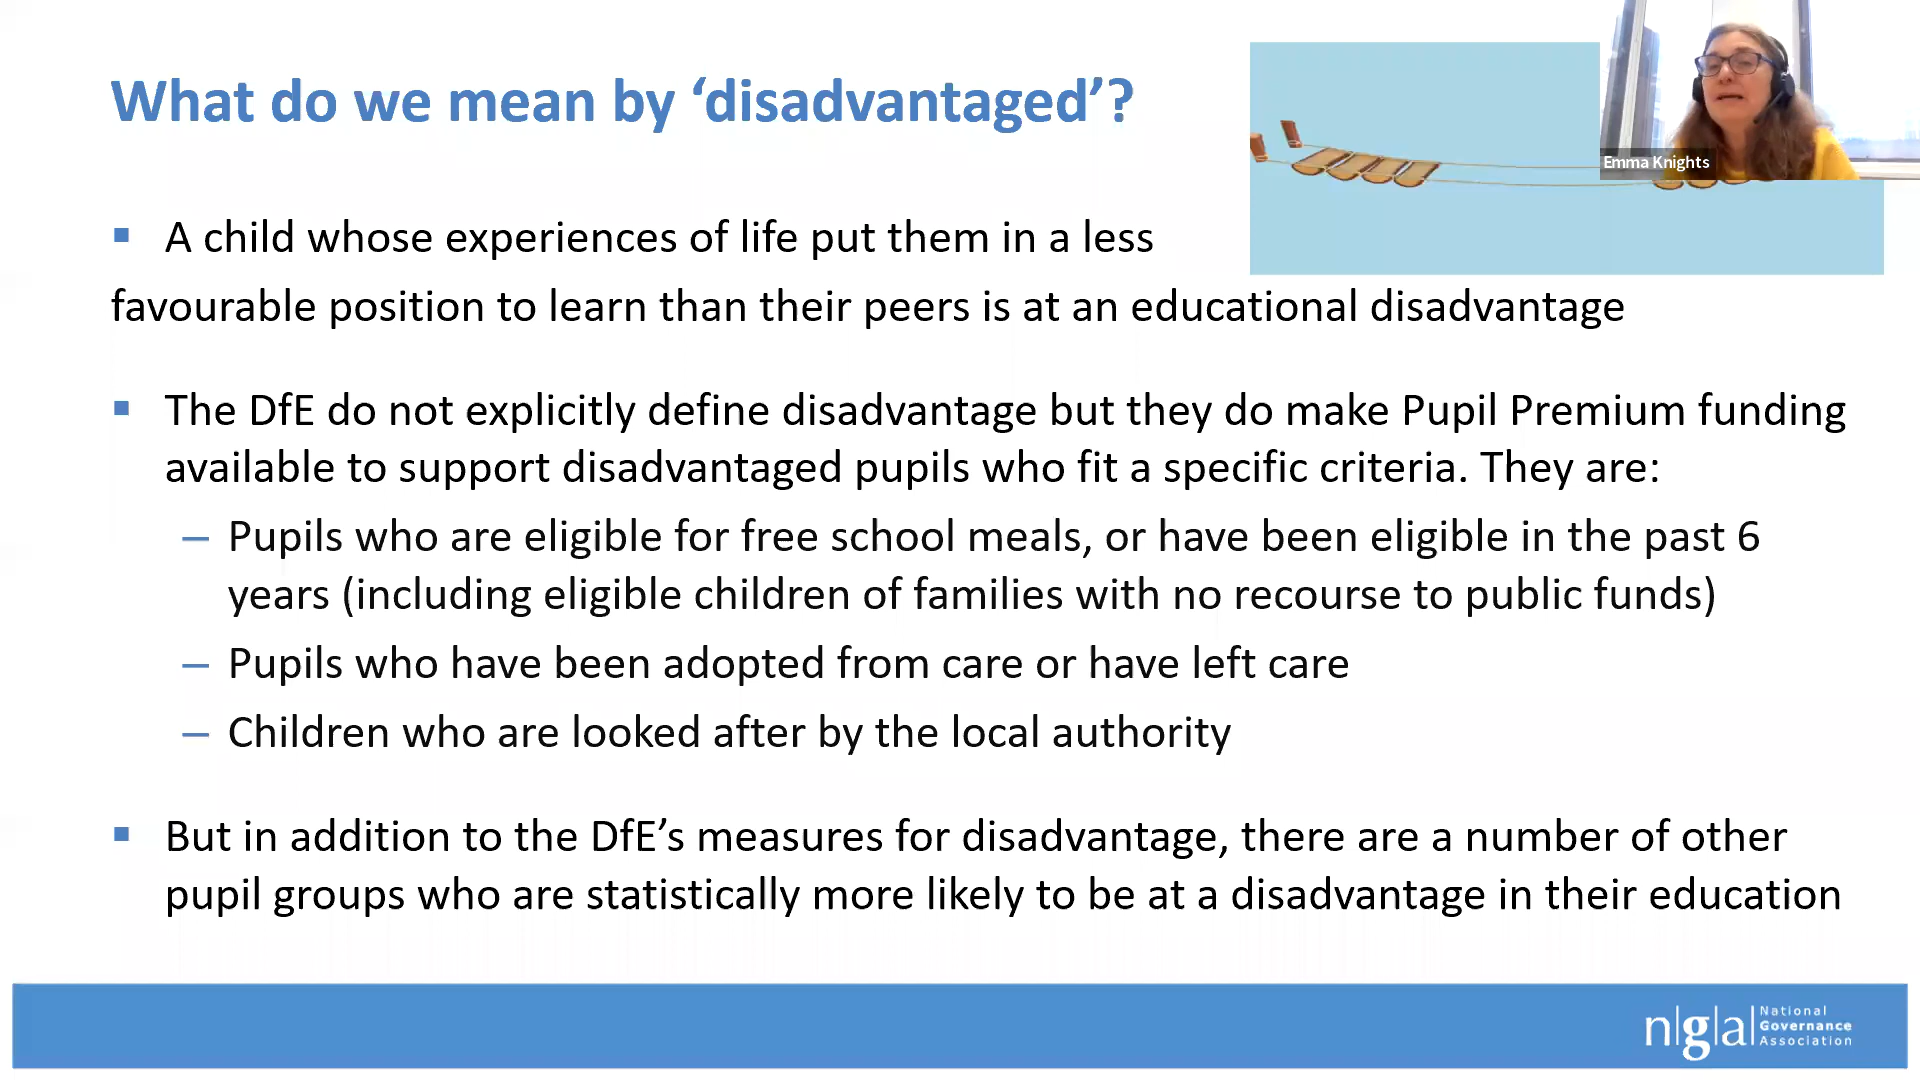 What do we mean by ‘disadvantaged’?
Emma Knights
▪ A child whose experiences of life put them in a less
favourable position to learn than their peers is at an educational disadvantage
▪ The DfE do not explicitly define disadvantage but they do make Pupil Premium funding
available to support disadvantaged pupils who fit a specific criteria. They are:
– Pupils who are eligible for free school meals, or have been eligible in the past 6
years (including eligible children of families with no recourse to public funds)
– Pupils who have been adopted from care or have left care
– Children who are looked after by the local authority
▪ But in addition to the DfE’s measures for disadvantage, there are a number of other
pupil groups who are statistically more likely to be at a disadvantage in their education
n|g|a|
National
Governance
Association